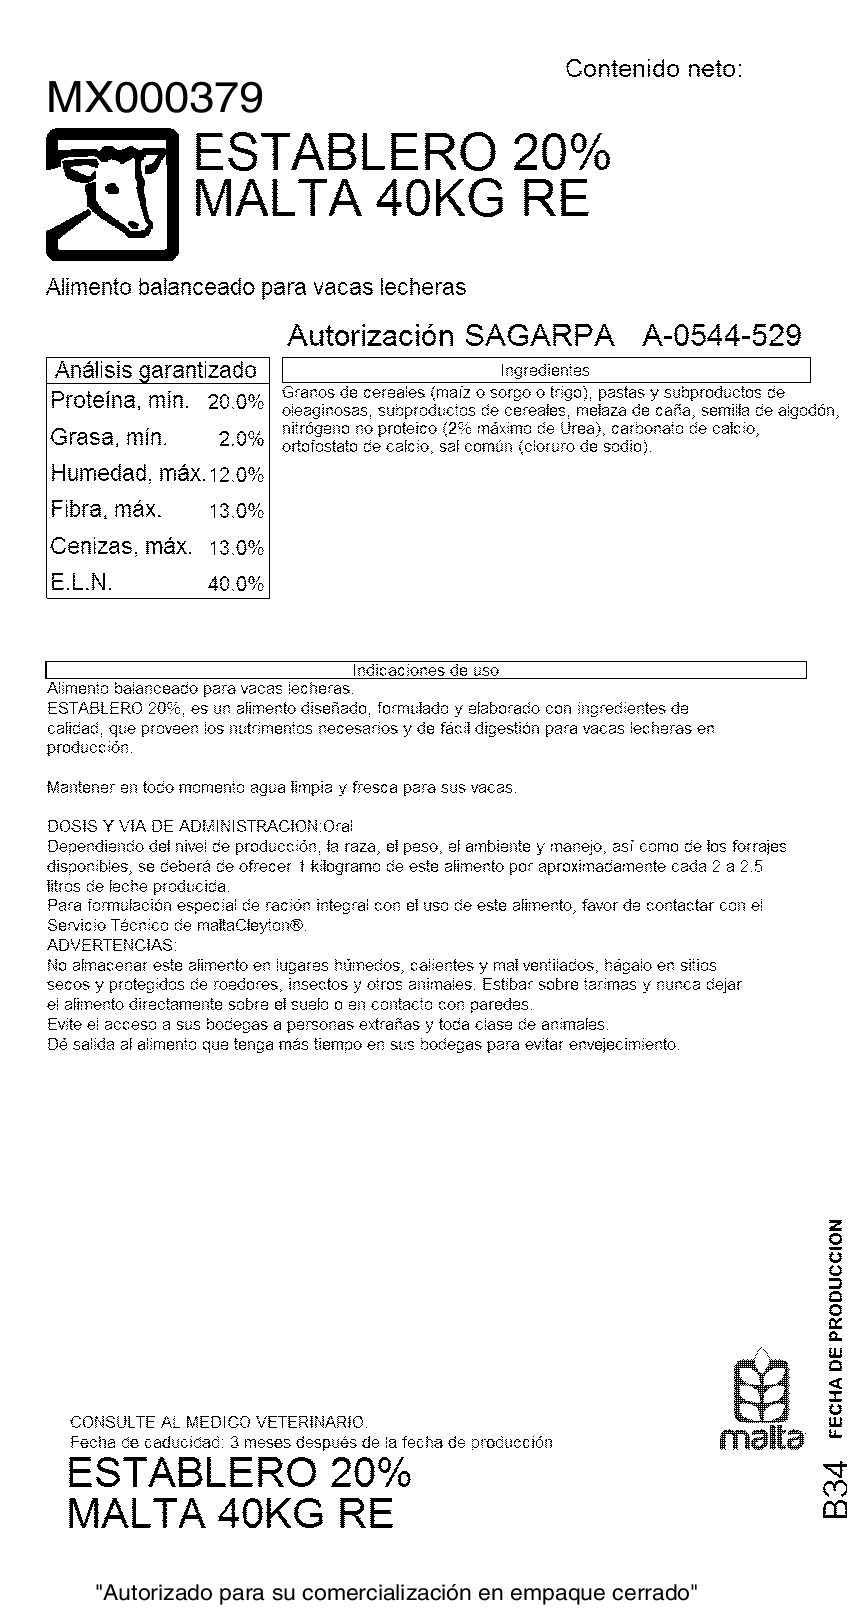 Contenido neto:
MX000379
ESTABLERO 20%
MALTA 40KG RE
Alimento balanceado para vacas lecheras
Autorización SAGARPA A-0544-529
Análisis garantizado
Proteína, mín. 20.0%
Grasa, mín. 2.0%
Humedad, máx. 12.0%
Fibra, máx. 13.0%
Cenizas, máx. 13.0%
E.L.N. 40.0%
Ingredientes
Granos de cereales (maíz o sorgo o trigo), pastas y subproductos de
oleaginosas, subproductos de cereales, melaza de caña, semilla de algodón,
nitrógeno no proteico (2% máximo de Urea), carbonato de calcio,
ortofosfato de calcio, sal común (cloruro de sodio).
Indicaciones de uso
Alimento balanceado para vacas lecheras.
ESTABLERO 20%, es un alimento diseñado, formulado y elaborado con ingredientes de
calidad, que proveen los nutrimentos necesarios y de fácil digestión para vacas lecheras en
producción.
Mantener en todo momento agua limpia y fresca para sus vacas.
DOSIS Y VIA DE ADMINISTRACION:Oral
Dependiendo del nivel de producción, la raza, el peso, el ambiente y manejo, así como de los forrajes
disponibles, se deberá de ofrecer 1 kilogramo de este alimento por aproximadamente cada 2 a 2.5
litros de leche producida.
Para formulación especial de ración integral con el uso de este alimento, favor de contactar con el
Servicio Técnico de maltaCleyton®.
ADVERTENCIAS:
No almacenar este alimento en lugares húmedos, calientes y mal ventilados, hágalo en sitios
secos y protegidos de roedores, insectos y otros animales. Estibar sobre tarimas y nunca dejar
el alimento directamente sobre el suelo o en contacto con paredes.
Evite el acceso a sus bodegas a personas extrañas y toda clase de animales.
Dé salida al alimento que tenga más tiempo en sus bodegas para evitar envejecimiento.
FECHA DE PRODUCCION
B34
malta
CONSULTE AL MEDICO VETERINARIO.
Fecha de caducidad: 3 meses después de la fecha de producción
ESTABLERO 20%
MALTA 40KG RE
"Autorizado para su comercialización en empaque cerrado"